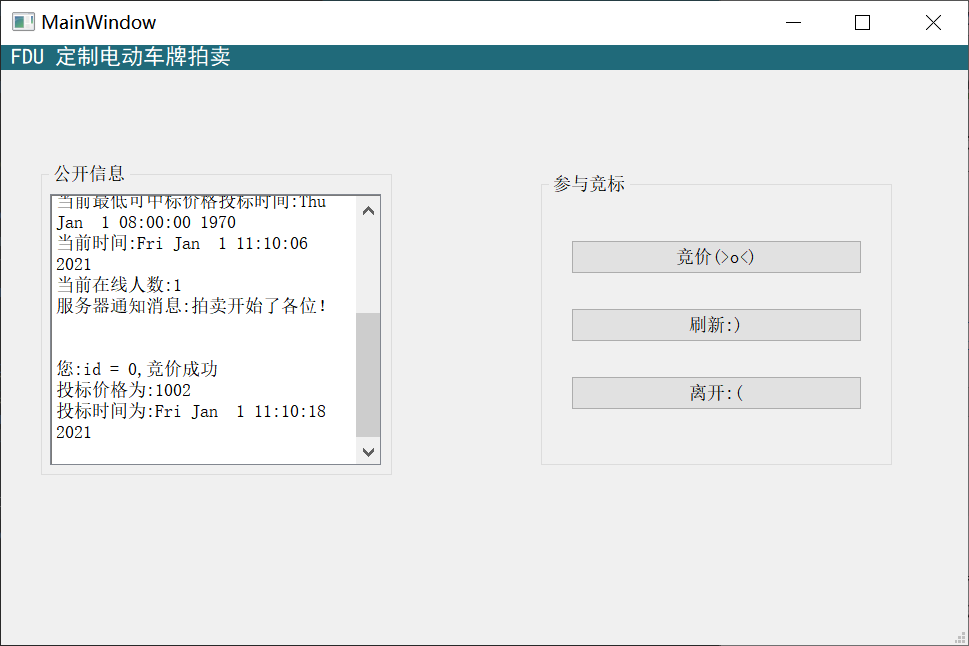 MainWindow
FDU 定制电动车牌拍卖
公开信息
当前最低可中标价格投标时间:Thu
Jan  1 08:00:00 1970
当前时间:Fri Jan  1 11:10:06
2021
当前在线人数:1
服务器通知消息:拍卖开始了各位!
您:id = 0,竞价成功
投标价格为:1002
投标时间为:Fri Jan  1 11:10:18
2021
参与竞标
竞价(>o<)
刷新:)
离开:(